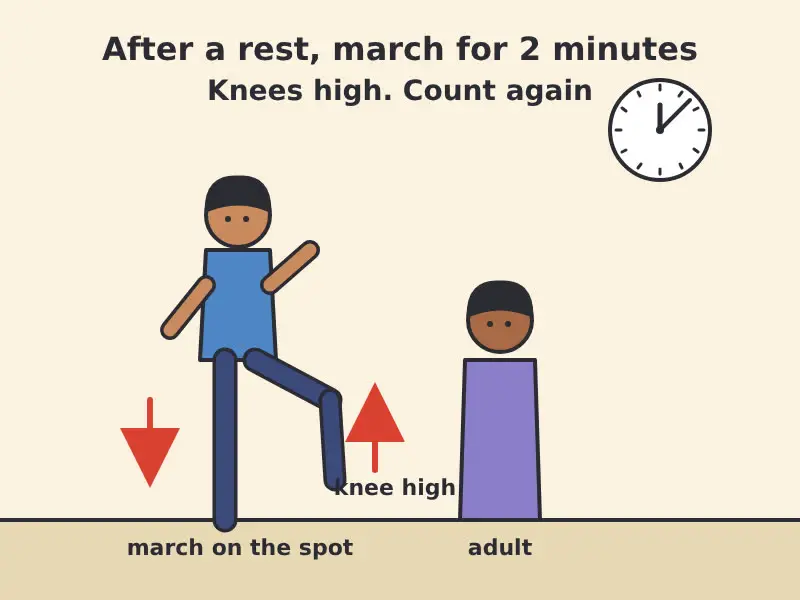 After a rest, march for 2 minutes
Knees high. Count again
knee high
march on the spot
adult